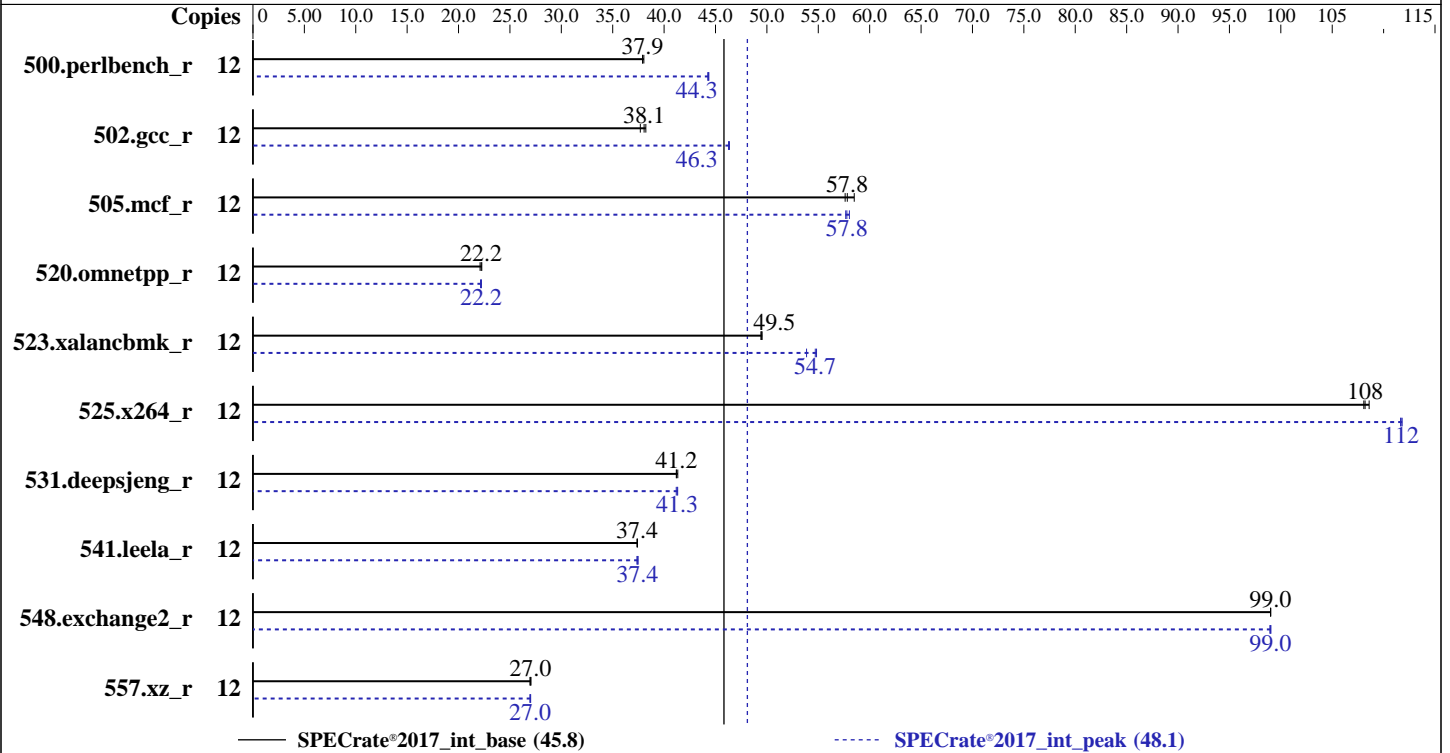 Copies 0 5.00 10.0 15.0 20.0 25.0 30.0 35.0 40.0 45.0 50.0 55.0 60.0 65.0 70.0 75.0 80.0 85.0 90.0 95.0 100 105 115
37.9
500.perlbench_r 12
44.3
38.1
502.gcc_r 12
46.3
57.8
505.mcf_r 12
57.8
22.2
520.omnetpp_r 12
22.2
49.5
523.xalancbmk_r 12
54.7
108
525.x264_r 12
112
41.2
531.deepsjeng_r 12
41.3
37.4
541.leela_r 12
37.4
99.0
548.exchange2_r 12
99.0
27.0
557.xz_r 12
27.0
SPECrate®2017_int_base (45.8) SPECrate®2017_int_peak (48.1)